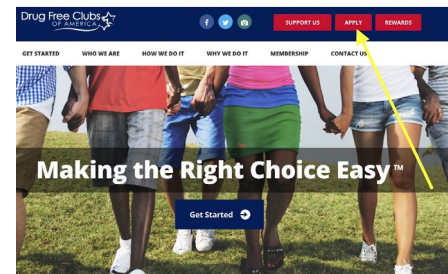 Drug Free Clubs
OF AMERICA
SUPPORT US
APPLY
REWARDS
GET STARTED
WHO WE ARE
HOW WE DO IT
WHY WE DO IT
MEMBERSHIP
CONTACT US
Making the Right Choice Easy™
Get Started